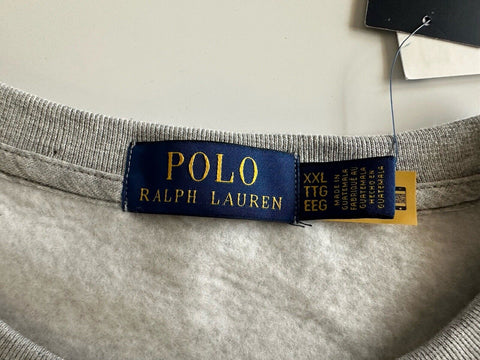 POLO
RALPH LAUREN
XXL
TTG
EEG
MADE IN
GUATEMALA
FABRIQUÉ AU
GUATEMALA
HECHO EN
GUATEMALA